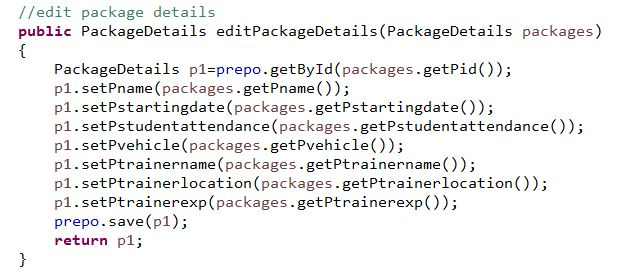 //edit package details
public PackageDetails editPackageDetails(PackageDetails packages)
{
    PackageDetails p1=prepo.getById(packages.getPid());
    p1.setPname(packages.getPname());
    p1.setPstartingdate(packages.getPstartingdate());
    p1.setPstudentattendance(packages.getPstudentattendance());
    p1.setPvehicle(packages.getPvehicle());
    p1.setPtrainername(packages.getPtrainername());
    p1.setPtrainerlocation(packages.getPtrainerlocation());
    p1.setPtrainerexp(packages.getPtrainerexp());
    prepo.save(p1);
    return p1;
}